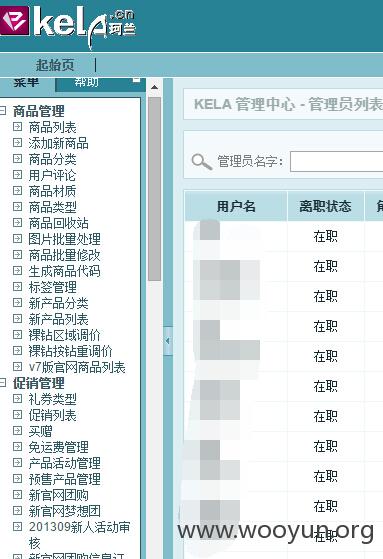 kela.cn 珂兰
起始页
菜单 帮助
商品管理
商品列表
添加新商品
商品分类
用户评论
商品材质
商品类型
商品回收站
图片批量处理
商品批量修改
生成商品代码
标签管理
新产品分类
新产品列表
裸钻区域调价
裸钻按钻重调价
v7版官网商品列表
促销管理
礼券类型
促销列表
买赠
免运费管理
产品活动管理
预售产品管理
新官网团购
新官网梦想团
201309新人活动审
核
新官网团购信息订
KELA 管理中心 - 管理员列表
管理员名字：
用户名 离职状态
在职
在职
在职
在职
在职
在职
在职
在职
在职
在职
在职
www.wooyun.org